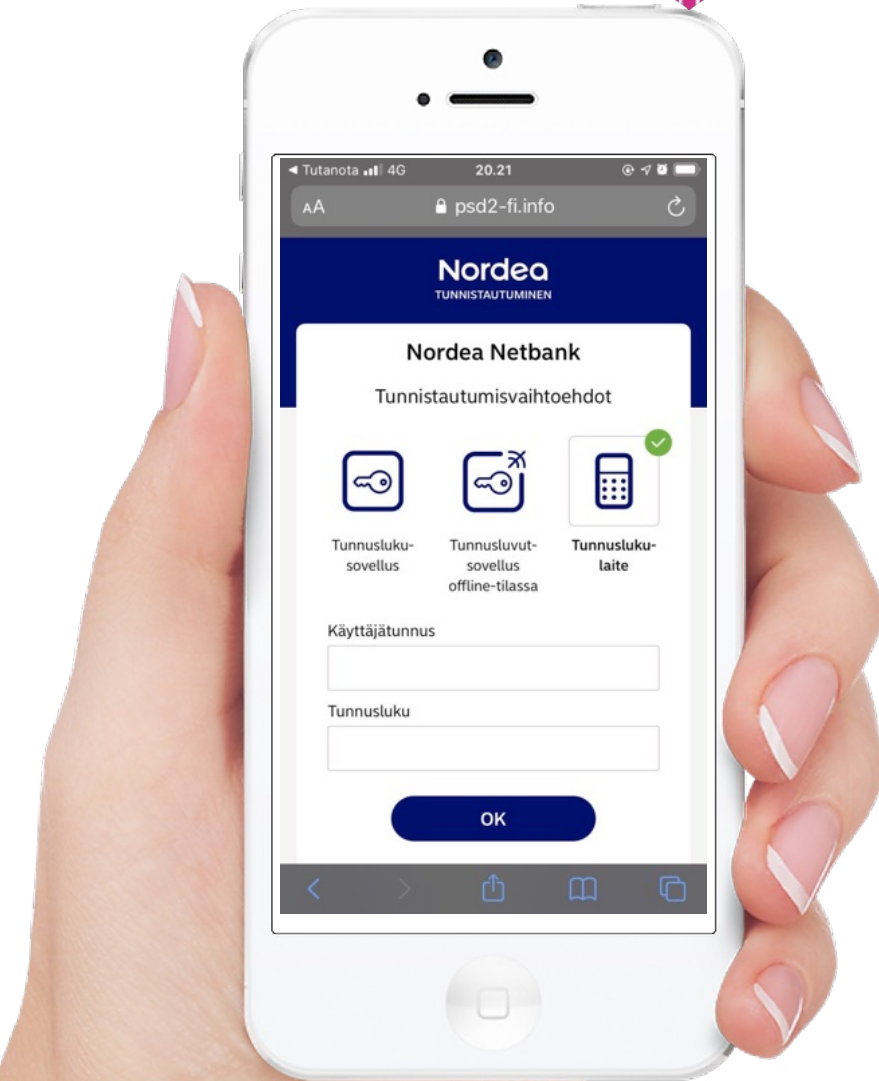 Tutanota 4G 20.21
AA psd2-fi.info
Nordea
TUNNISTAUTUMINEN
Nordea Netbank
Tunnistautumisvaihtoehdot
Tunnusluku-
sovellus
Tunnusluvut-
sovellus
offline-tilassa
Tunnusluku-
laite
Käyttäjätunnus
Tunnusluku
OK